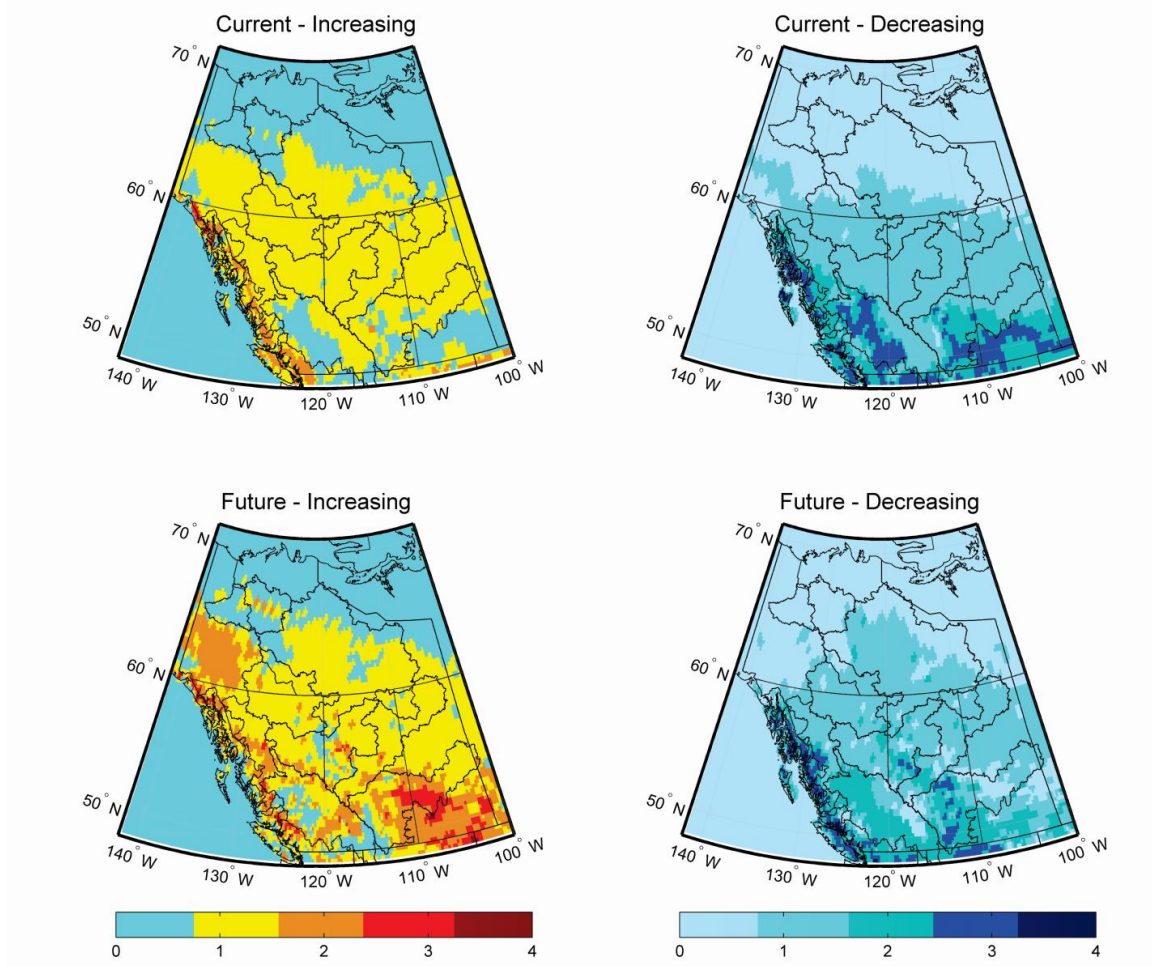 Current - Increasing
70° N
60° N
50° N
140° W
130° W
120° W
110° W
100° W
Current - Decreasing
70° N
60° N
50° N
140° W
130° W
120° W
110° W
100° W
Future - Increasing
70° N
60° N
50° N
140° W
130° W
120° W
110° W
100° W
Future - Decreasing
70° N
60° N
50° N
140° W
130° W
120° W
110° W
100° W
0 1 2 3 4
0 1 2 3 4